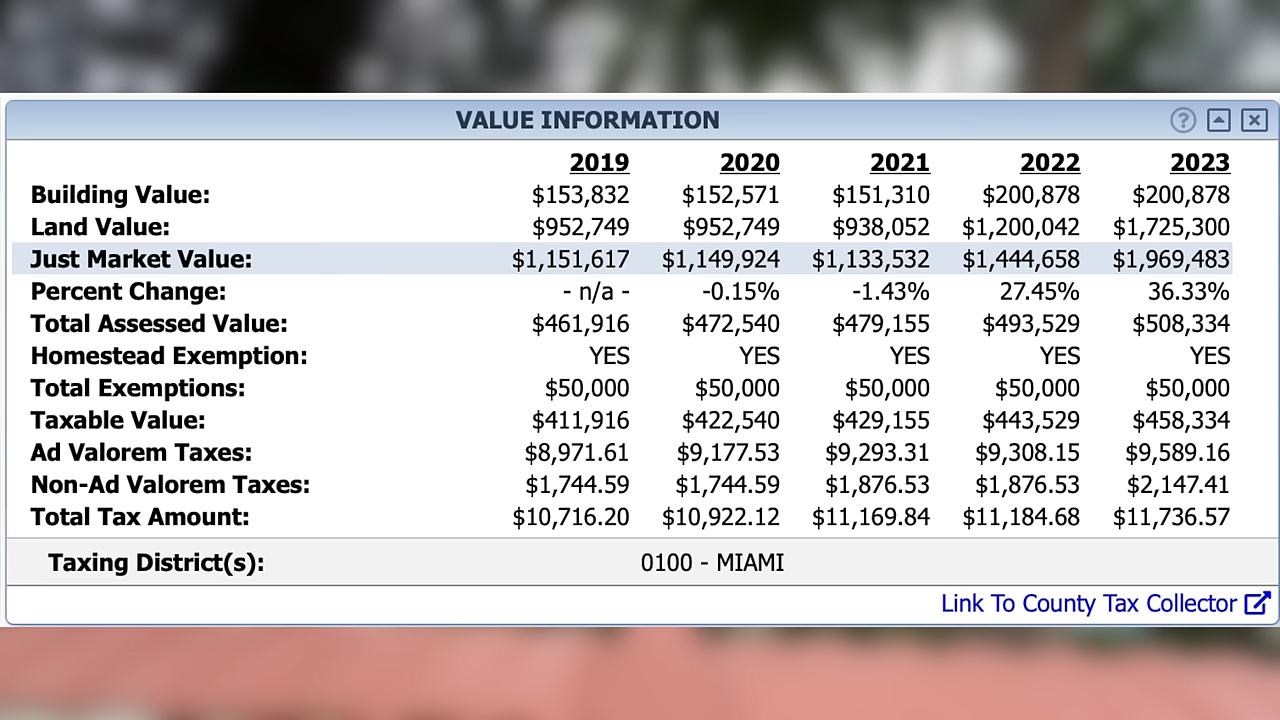 VALUE INFORMATION
2019 2020 2021 2022 2023
Building Value: $153,832 $152,571 $151,310 $200,878 $200,878
Land Value: $952,749 $952,749 $938,052 $1,200,042 $1,725,300
Just Market Value: $1,151,617 $1,149,924 $1,133,532 $1,444,658 $1,969,483
Percent Change: - n/a - -0.15% -1.43% 27.45% 36.33%
Total Assessed Value: $461,916 $472,540 $479,155 $493,529 $508,334
Homestead Exemption: YES YES YES YES YES
Total Exemptions: $50,000 $50,000 $50,000 $50,000 $50,000
Taxable Value: $411,916 $422,540 $429,155 $443,529 $458,334
Ad Valorem Taxes: $8,971.61 $9,177.53 $9,293.31 $9,308.15 $9,589.16
Non-Ad Valorem Taxes: $1,744.59 $1,744.59 $1,876.53 $1,876.53 $2,147.41
Total Tax Amount: $10,716.20 $10,922.12 $11,169.84 $11,184.68 $11,736.57
Taxing District(s): 0100 - MIAMI
Link To County Tax Collector